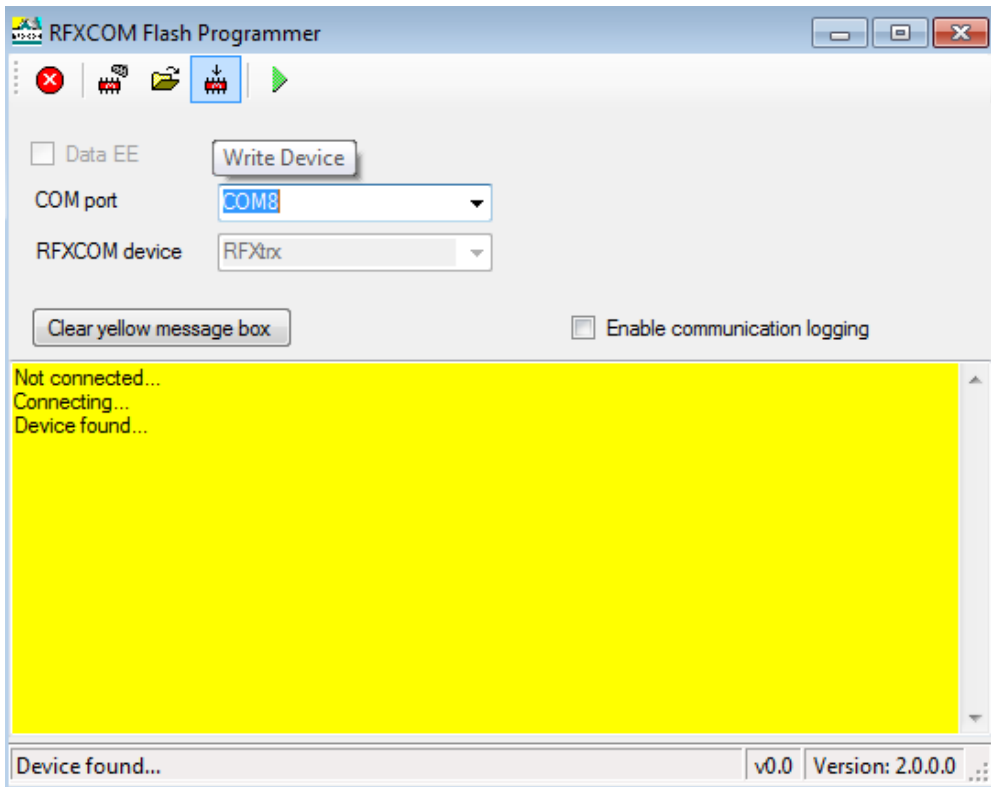 RFXCOM Flash Programmer
Data EE
Write Device
COM port
COM8
RFXCOM device
RFXtrx
Clear yellow message box
Enable communication logging
Not connected...
Connecting...
Device found...
Device found...
v0.0
Version: 2.0.0.0